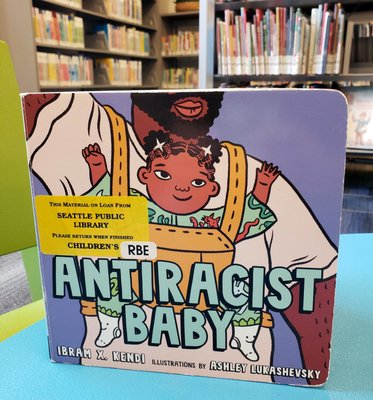 This Material on Loan From
Seattle Public
Library
Please return when finished
Children's RBE
ANTIRACIST
BABY
IBRAM X. KENDI ILLUSTRATIONS BY ASHLEY LUKASHEVSKY